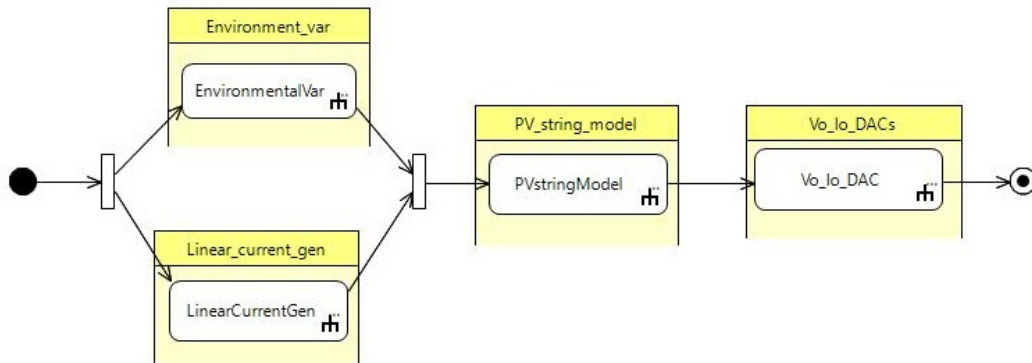 Environment_var
EnvironmentalVar
PV_string_model
Vo_Io_DACs
PVstringModel
Vo_Io_DAC
Linear_current_gen
LinearCurrentGen